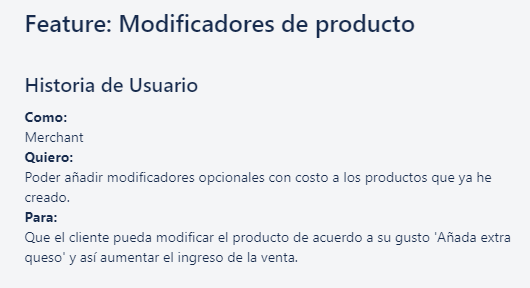 Feature: Modificadores de producto
Historia de Usuario
Como:
Merchant
Quiero:
Poder añadir modificadores opcionales con costo a los productos que ya he
creado.
Para:
Que el cliente pueda modificar el producto de acuerdo a su gusto 'Añada extra
queso' y así aumentar el ingreso de la venta.